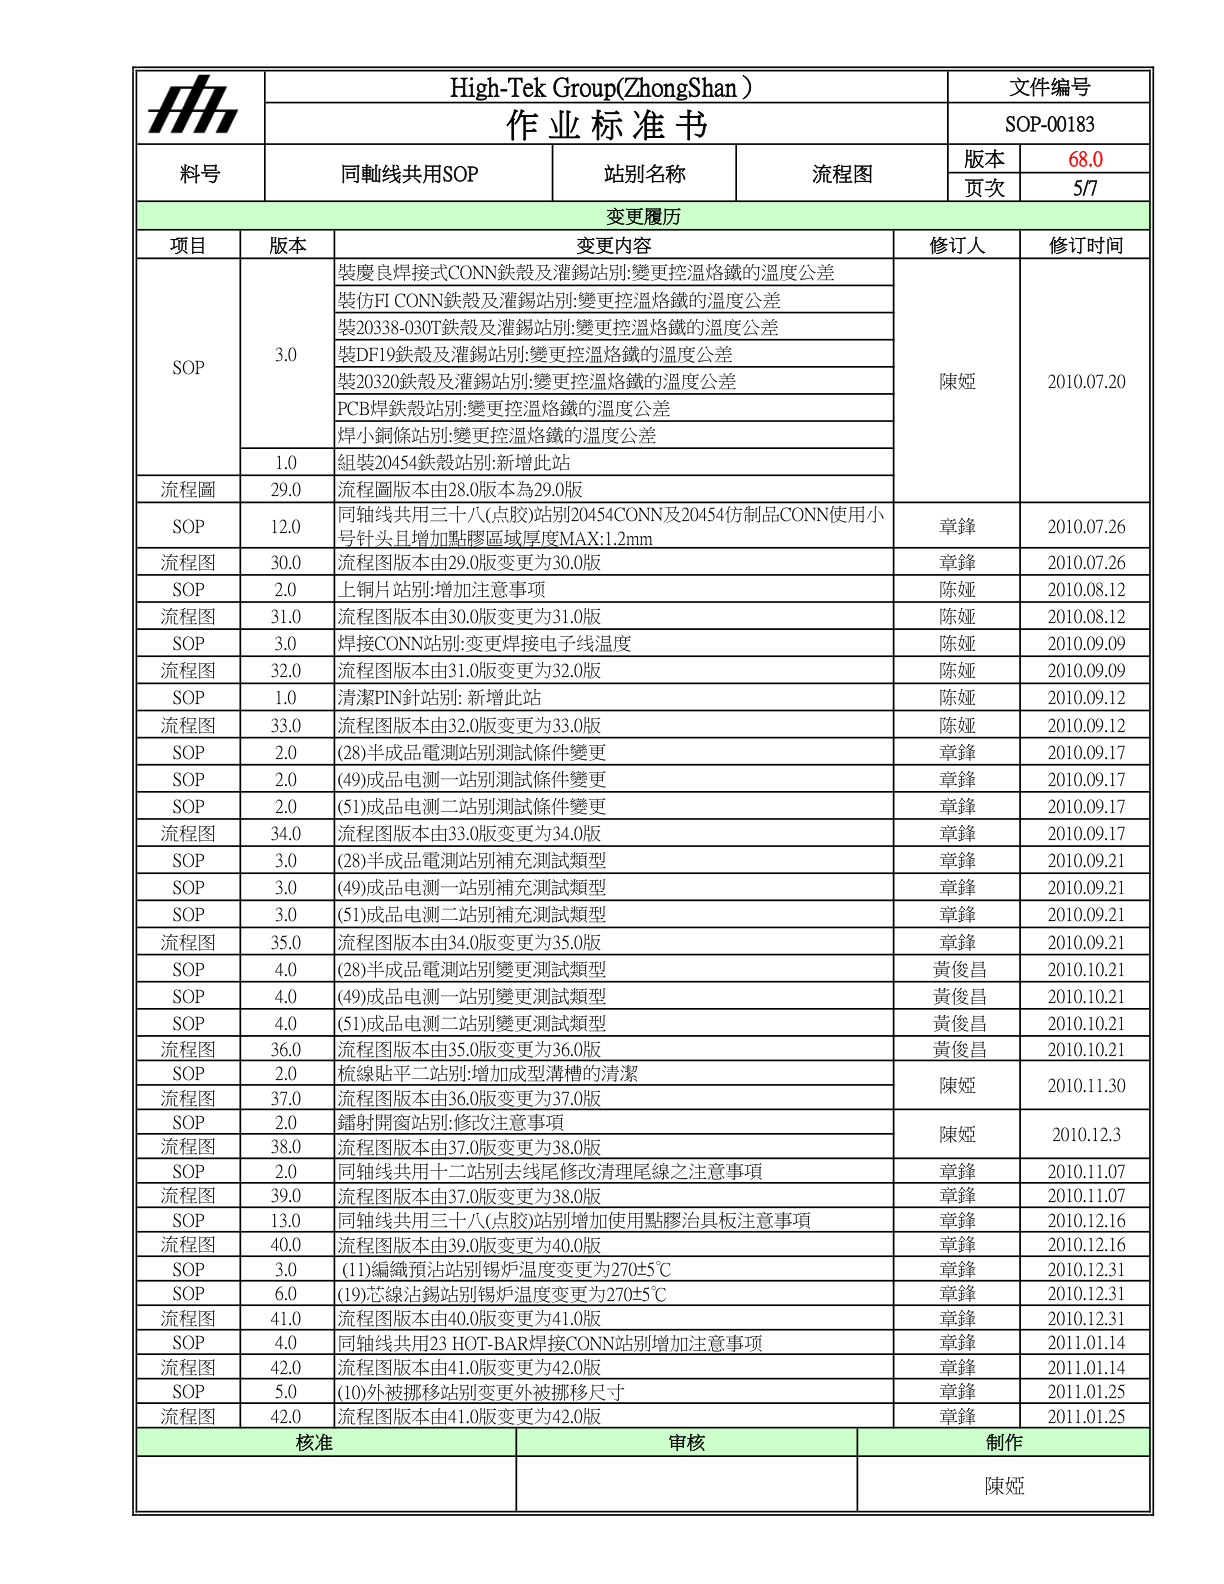 High-Tek Group(ZhongShan）
文件编号
作 业 标 准 书
SOP-00183
料号
同軸线共用SOP
站别名称
流程图
版本
68.0
页次
5/7
变更履历
项目 版本 变更内容 修订人 修订时间
SOP 3.0 裝慶良焊接式CONN鉄殼及灌錫站別:變更控溫烙鐵的溫度公差 陳婭 2010.07.20
裝仿FI CONN鉄殼及灌錫站別:變更控溫烙鐵的溫度公差
裝20338-030T鉄殼及灌錫站別:變更控溫烙鐵的溫度公差
裝DF19鉄殼及灌錫站別:變更控溫烙鐵的溫度公差
裝20320鉄殼及灌錫站別:變更控溫烙鐵的溫度公差
PCB焊鉄殼站別:變更控溫烙鐵的溫度公差
焊小銅條站別:變更控溫烙鐵的溫度公差
1.0 組裝20454鉄殼站别:新增此站
流程圖 29.0 流程圖版本由28.0版本為29.0版
SOP 12.0 同轴线共用三十八(点胶)站别20454CONN及20454仿制品CONN使用小 章鋒 2010.07.26
号针头且增加點膠區域厚度MAX:1.2mm
流程图 30.0 流程图版本由29.0版变更为30.0版 章鋒 2010.07.26
SOP 2.0 上铜片站别:增加注意事项 陈娅 2010.08.12
流程图 31.0 流程图版本由30.0版变更为31.0版 陈娅 2010.08.12
SOP 3.0 焊接CONN站别:变更焊接电子线温度 陈娅 2010.09.09
流程图 32.0 流程图版本由31.0版变更为32.0版 陈娅 2010.09.09
SOP 1.0 清潔PIN針站别: 新增此站 陈娅 2010.09.12
流程图 33.0 流程图版本由32.0版变更为33.0版 陈娅 2010.09.12
SOP 2.0 (28)半成品電測站别測試條件變更 章鋒 2010.09.17
SOP 2.0 (49)成品电测一站别測試條件變更 章鋒 2010.09.17
SOP 2.0 (51)成品电测二站别測試條件變更 章鋒 2010.09.17
流程图 34.0 流程图版本由33.0版变更为34.0版 章鋒 2010.09.17
SOP 3.0 (28)半成品電測站别補充測試類型 章鋒 2010.09.21
SOP 3.0 (49)成品电测一站别補充測試類型 章鋒 2010.09.21
SOP 3.0 (51)成品电测二站别補充測試類型 章鋒 2010.09.21
流程图 35.0 流程图版本由34.0版变更为35.0版 章鋒 2010.09.21
SOP 4.0 (28)半成品電測站别變更測試類型 黃俊昌 2010.10.21
SOP 4.0 (49)成品电测一站别變更測試類型 黃俊昌 2010.10.21
SOP 4.0 (51)成品电测二站别變更測試類型 黃俊昌 2010.10.21
流程图 36.0 流程图版本由35.0版变更为36.0版 黃俊昌 2010.10.21
SOP 2.0 梳線貼平二站别:增加成型溝槽的清潔 陳婭 2010.11.30
流程图 37.0 流程图版本由36.0版变更为37.0版
SOP 2.0 鐳射開窗站别:修改注意事項 陳婭 2010.12.3
流程图 38.0 流程图版本由37.0版变更为38.0版
SOP 2.0 同轴线共用十二站别去线尾修改清理尾線之注意事項 章鋒 2010.11.07
流程图 39.0 流程图版本由37.0版变更为38.0版 章鋒 2010.11.07
SOP 13.0 同轴线共用三十八(点胶)站别增加使用點膠治具板注意事項 章鋒 2010.12.16
流程图 40.0 流程图版本由39.0版变更为40.0版 章鋒 2010.12.16
SOP 3.0 (11)編織預沾站别锡炉温度变更为270±5℃ 章鋒 2010.12.31
SOP 6.0 (19)芯線沾錫站别锡炉温度变更为270±5℃ 章鋒 2010.12.31
流程图 41.0 流程图版本由40.0版变更为41.0版 章鋒 2010.12.31
SOP 4.0 同轴线共用23 HOT-BAR焊接CONN站别增加注意事项 章鋒 2011.01.14
流程图 42.0 流程图版本由41.0版变更为42.0版 章鋒 2011.01.14
SOP 5.0 (10)外被挪移站别变更外被挪移尺寸 章鋒 2011.01.25
流程图 42.0 流程图版本由41.0版变更为42.0版 章鋒 2011.01.25
核准 审核 制作
陳婭